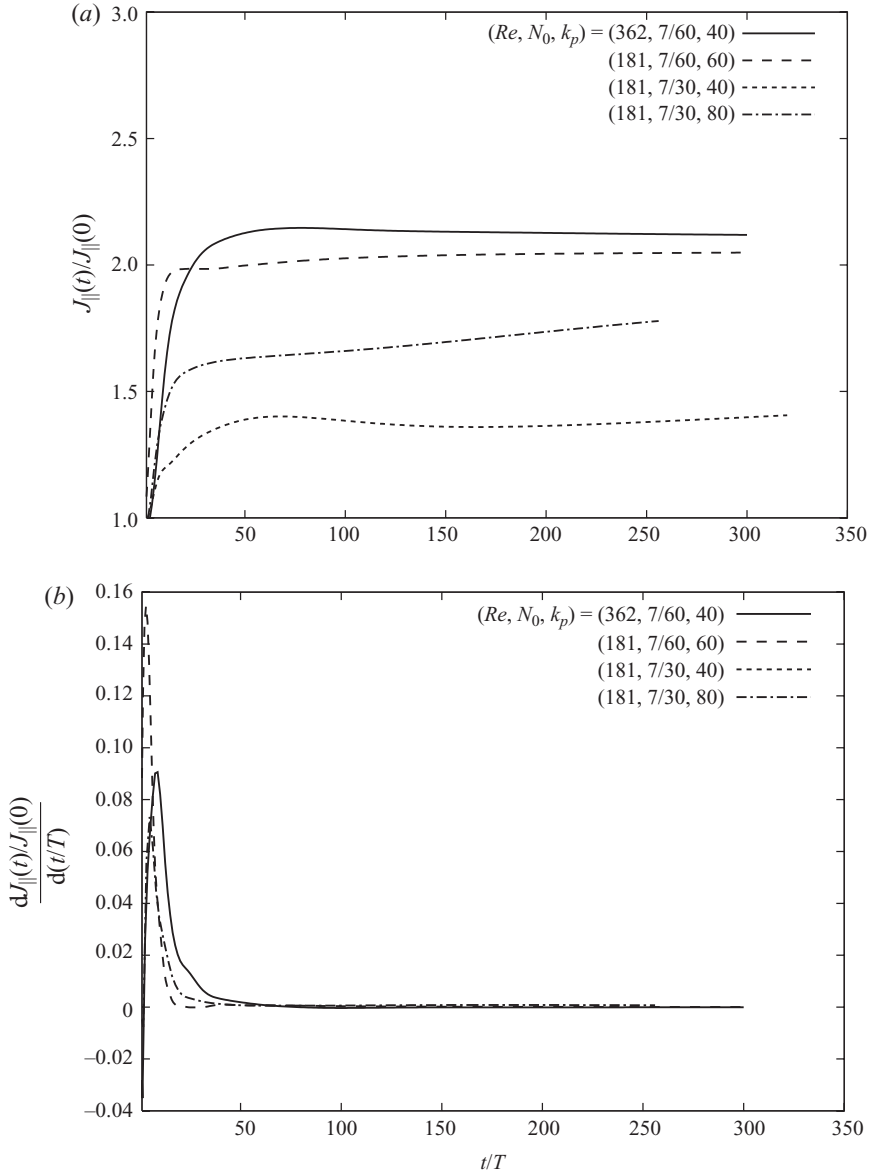 (a)
3.0
2.5
2.0
1.5
1.0
J∥(t)/J∥(0)
(Re, N₀, kₚ) = (362, 7/60, 40)
(181, 7/60, 60)
(181, 7/30, 40)
(181, 7/30, 80)
50 100 150 200 250 300 350
(b)
0.16
0.14
0.12
0.10
0.08
0.06
0.04
0.02
0
–0.02
–0.04
dJ∥(t)/J∥(0)
d(t/T)
(Re, N₀, kₚ) = (362, 7/60, 40)
(181, 7/60, 60)
(181, 7/30, 40)
(181, 7/30, 80)
50 100 150 200 250 300 350
t/T